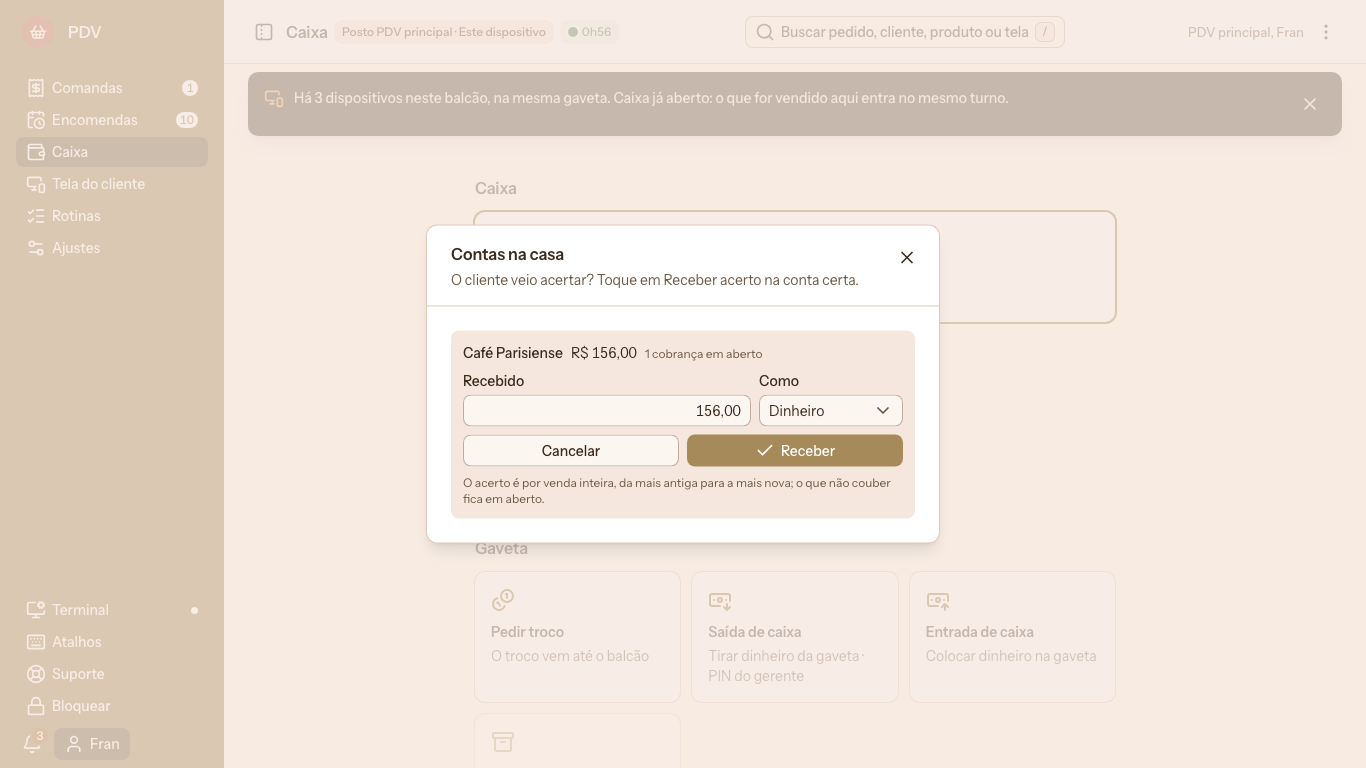 PDV
Comandas 1
Encomendas 10
Caixa
Tela do cliente
Rotinas
Ajustes
Terminal
Atalhos
Suporte
Bloquear
3 Fran
Caixa Posto PDV principal · Este dispositivo 0h56 Buscar pedido, cliente, produto ou tela / PDV principal, Fran
Há 3 dispositivos neste balcão, na mesma gaveta. Caixa já aberto: o que for vendido aqui entra no mesmo turno.
Caixa
Contas na casa
O cliente veio acertar? Toque em Receber acerto na conta certa.
Café Parisiense R$ 156,00 1 cobrança em aberto
Recebido Como
156,00 Dinheiro
Cancelar Receber
O acerto é por venda inteira, da mais antiga para a mais nova; o que não couber
fica em aberto.
Gaveta
Pedir troco
O troco vem até o balcão
Saída de caixa
Tirar dinheiro da gaveta ·
PIN do gerente
Entrada de caixa
Colocar dinheiro na gaveta